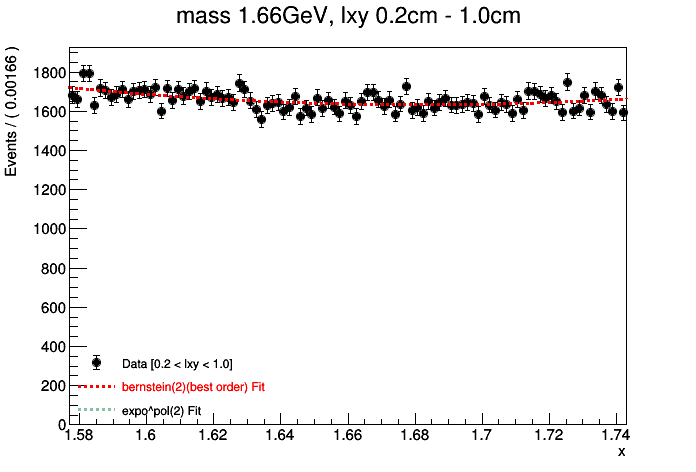 mass 1.66GeV, lxy 0.2cm - 1.0cm
Events / ( 0.00166 )
1800
1600
1400
1200
1000
800
600
400
200
0
Data [0.2 < lxy < 1.0]
bernstein(2)(best order) Fit
expo^pol(2) Fit
1.58 1.6 1.62 1.64 1.66 1.68 1.7 1.72 1.74
x